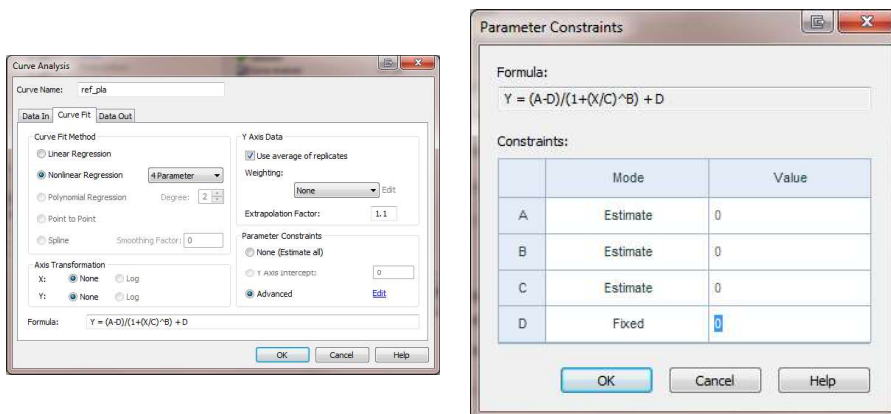 Curve Analysis
Curve Name: ref_pla
Data In Curve Fit Data Out
Curve Fit Method
Linear Regression
Nonlinear Regression 4 Parameter
Polynomial Regression Degree: 2
Point to Point
Spline Smoothing Factor: 0
Axis Transformation
X: None Log
Y: None Log
Y Axis Data
Use average of replicates
Weighting:
None Edit
Extrapolation Factor: 1.1
Parameter Constraints
None (Estimate all)
Y Axis Intercept: 0
Advanced Edit
Formula: Y = (A-D)/(1+(X/C)^B) + D
OK Cancel Help
Parameter Constraints
Formula:
Y = (A-D)/(1+(X/C)^B) + D
Constraints:
Mode Value
A Estimate 0
B Estimate 0
C Estimate 0
D Fixed 0
OK Cancel Help